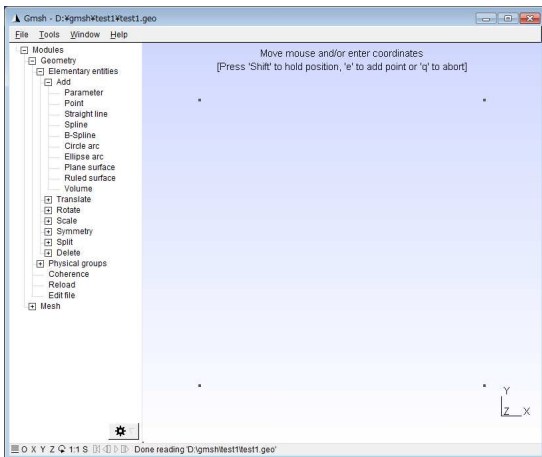 Gmsh - D:¥gmsh¥test1¥test1.geo
File Tools Window Help
Modules
Geometry
Elementary entities
Add
Parameter
Point
Straight line
Spline
B-Spline
Circle arc
Ellipse arc
Plane surface
Ruled surface
Volume
Translate
Rotate
Scale
Symmetry
Split
Delete
Physical groups
Coherence
Reload
Edit file
Mesh
Move mouse and/or enter coordinates
[Press 'Shift' to hold position, 'e' to add point or 'q' to abort]
Y
Z X
O X Y Z 1:1 S Done reading 'D:\gmsh\test1\test1.geo'